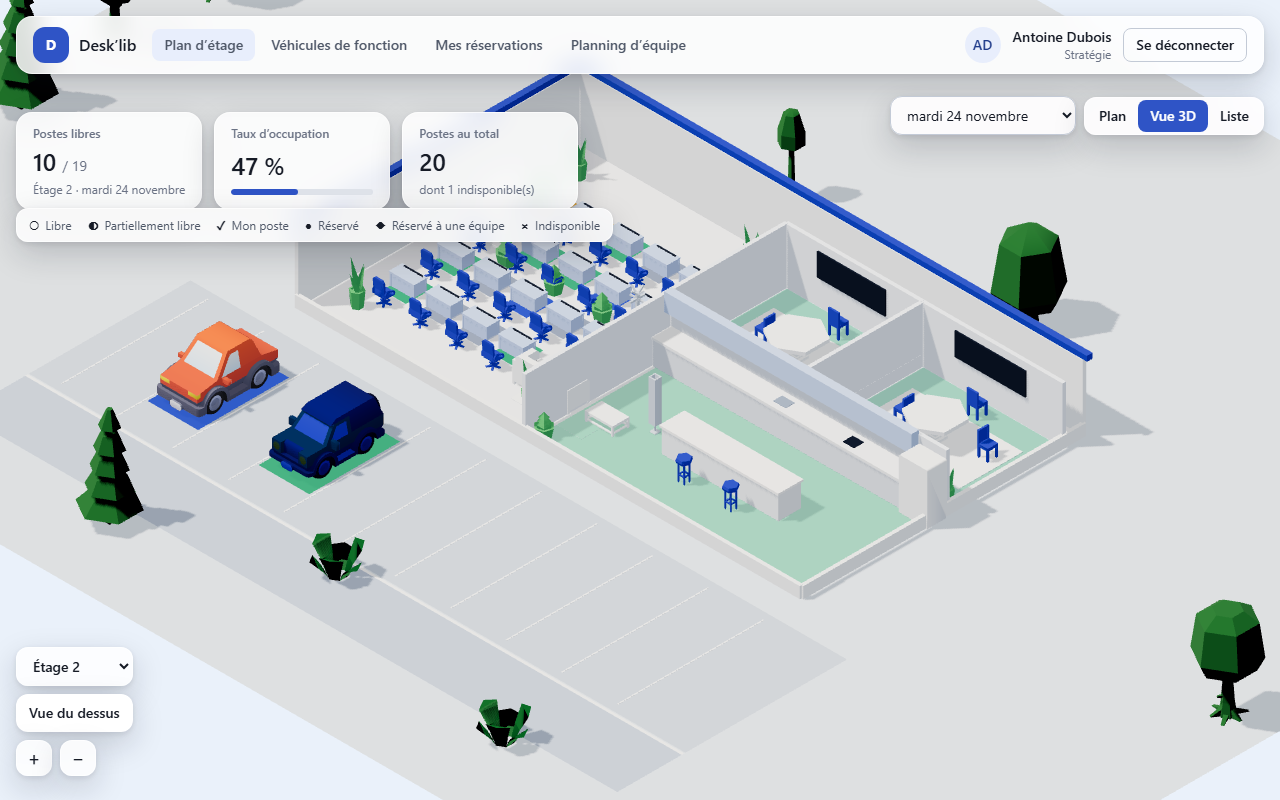 D Desk’lib Plan d’étage Véhicules de fonction Mes réservations Planning d’équipe AD Antoine Dubois Se déconnecter
Stratégie
mardi 24 novembre Plan Vue 3D Liste
Postes libres
10 / 19
Étage 2 · mardi 24 novembre
Taux d’occupation
47 %
Postes au total
20
dont 1 indisponible(s)
Libre Partiellement libre Mon poste Réservé Réservé à une équipe Indisponible
Étage 2
Vue du dessus
+ −